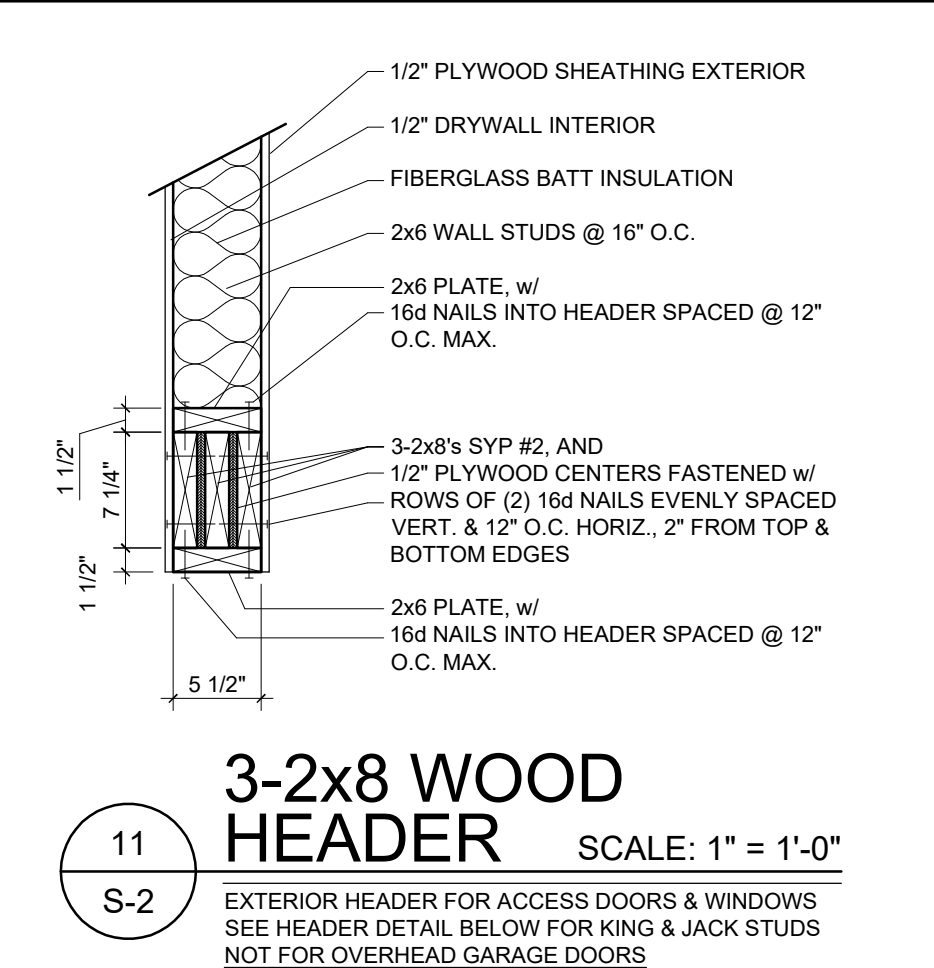 1/2" PLYWOOD SHEATHING EXTERIOR
1/2" DRYWALL INTERIOR
FIBERGLASS BATT INSULATION
2x6 WALL STUDS @ 16" O.C.
2x6 PLATE, w/
16d NAILS INTO HEADER SPACED @ 12"
O.C. MAX.
1 1/2"
7 1/4"
1 1/2"
3-2x8's SYP #2, AND
1/2" PLYWOOD CENTERS FASTENED w/
ROWS OF (2) 16d NAILS EVENLY SPACED
VERT. & 12" O.C. HORIZ., 2" FROM TOP &
BOTTOM EDGES
2x6 PLATE, w/
16d NAILS INTO HEADER SPACED @ 12"
O.C. MAX.
5 1/2"
3-2x8 WOOD
HEADER SCALE: 1" = 1'-0"
11
S-2
EXTERIOR HEADER FOR ACCESS DOORS & WINDOWS
SEE HEADER DETAIL BELOW FOR KING & JACK STUDS
NOT FOR OVERHEAD GARAGE DOORS